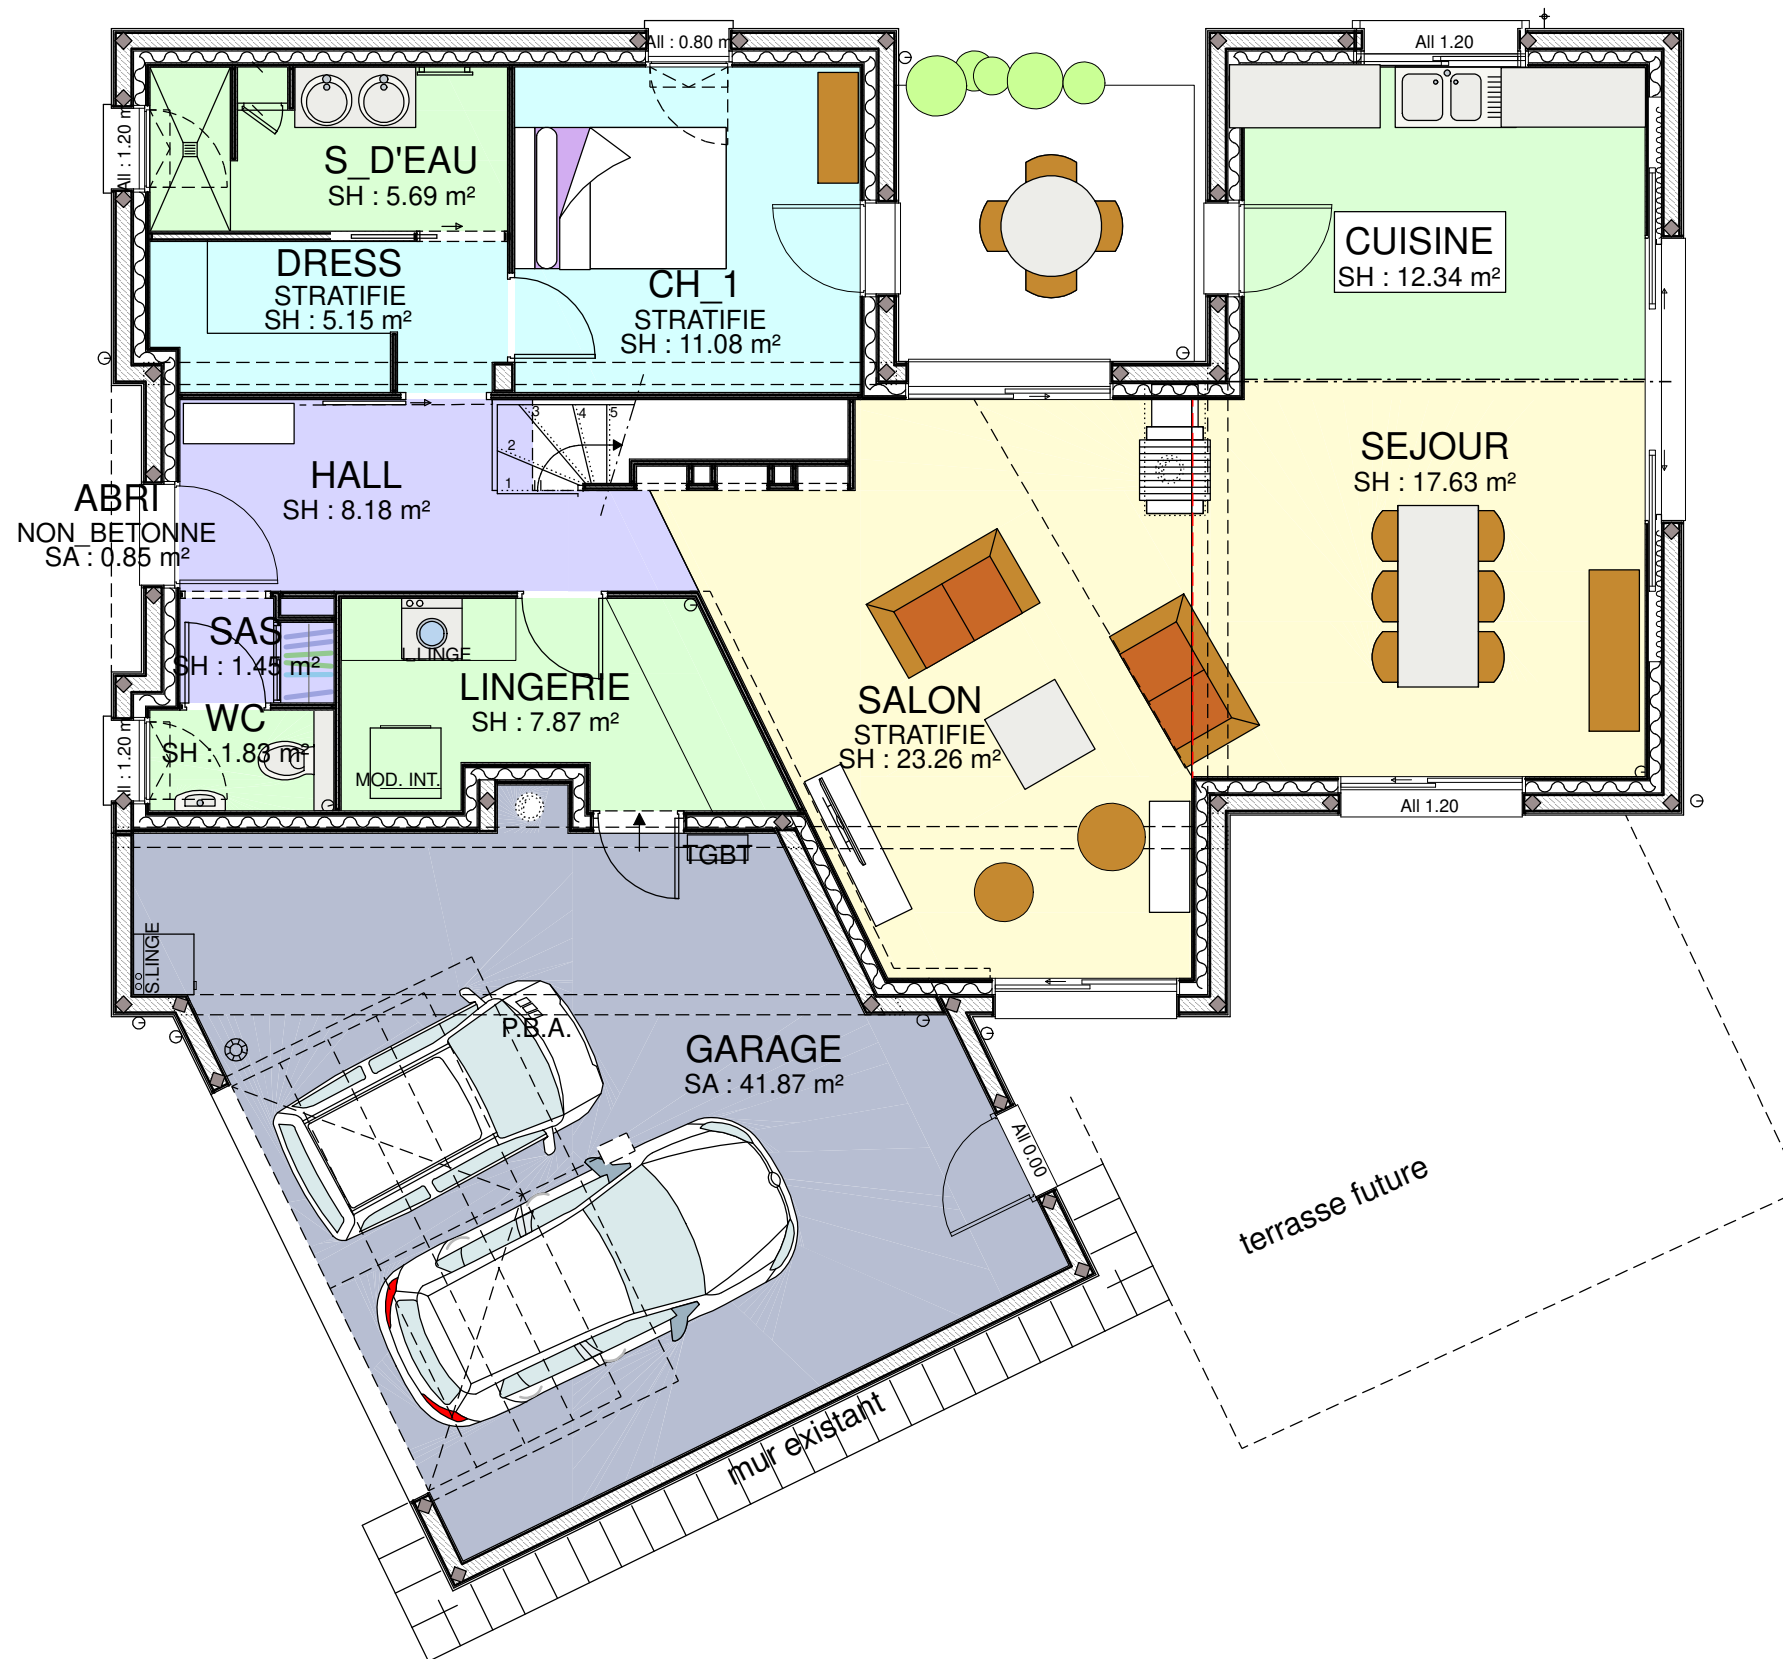 All : 0.80 m
All 1.20
All : 1.20 m
S_D'EAU
SH : 5.69 m²
DRESS
STRATIFIE
SH : 5.15 m²
CH_1
STRATIFIE
SH : 11.08 m²
CUISINE
SH : 12.34 m²
1
2
3
4
5
HALL
SH : 8.18 m²
SEJOUR
SH : 17.63 m²
ABRI
NON_BETONNE
SA : 0.85 m²
SAS
SH : 1.45 m²
L.LINGE
LINGERIE
SH : 7.87 m²
MOD. INT.
WC
SH : 1.83 m²
All : 1.20 m
SALON
STRATIFIE
SH : 23.26 m²
All 1.20
TGBT
S.LINGE
P.B.A.
GARAGE
SA : 41.87 m²
All 0.00
terrasse future
mur existant